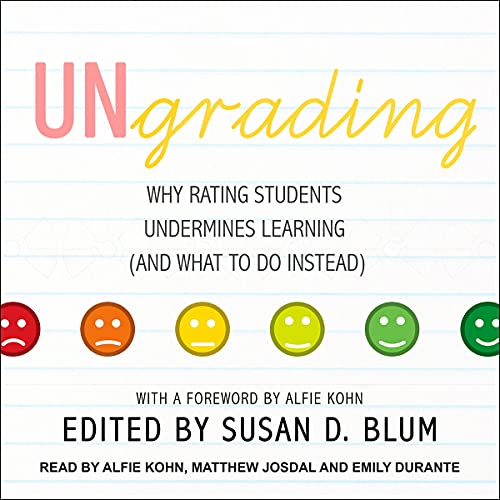 UNgrading
WHY RATING STUDENTS
UNDERMINES LEARNING
(AND WHAT TO DO INSTEAD)
WITH A FOREWORD BY ALFIE KOHN
EDITED BY SUSAN D. BLUM
READ BY ALFIE KOHN, MATTHEW JOSDAL AND EMILY DURANTE